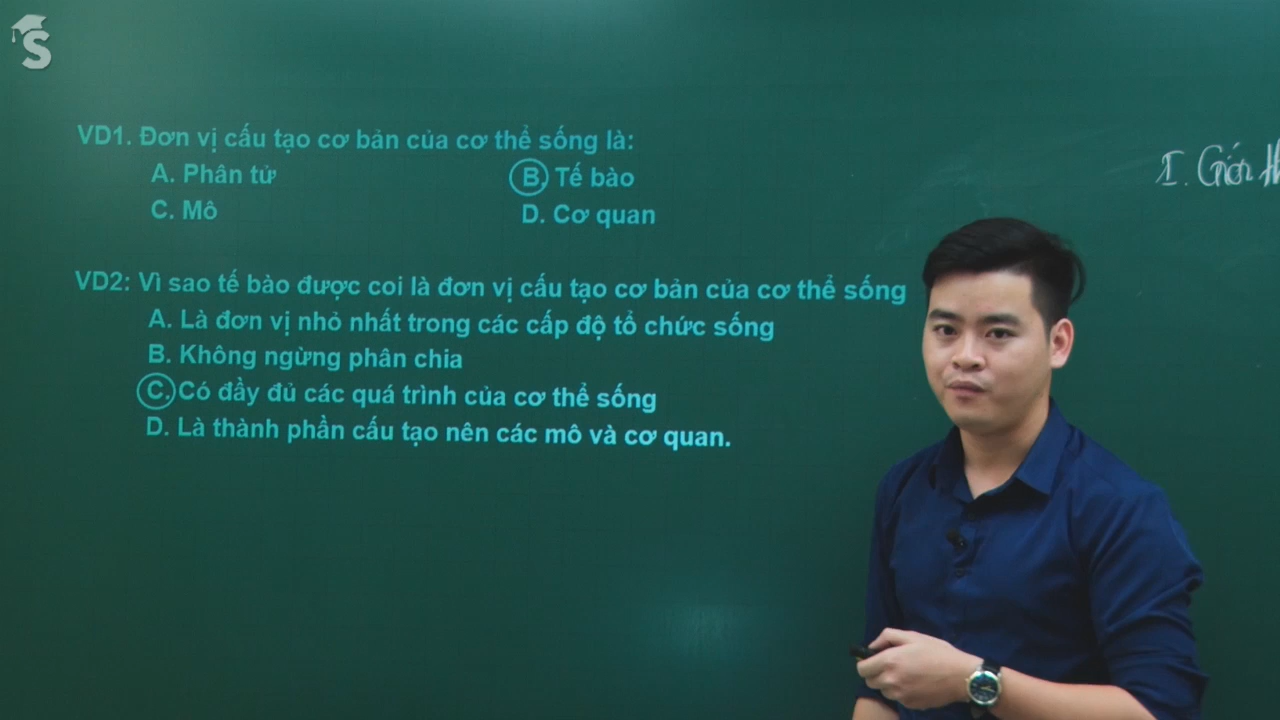 S
VD1. Đơn vị cấu tạo cơ bản của cơ thể sống là:
A. Phân tử
B. Tế bào
C. Mô
D. Cơ quan
VD2: Vì sao tế bào được coi là đơn vị cấu tạo cơ bản của cơ thể sống
A. Là đơn vị nhỏ nhất trong các cấp độ tổ chức sống
B. Không ngừng phân chia
C. Có đầy đủ các quá trình của cơ thể sống
D. Là thành phần cấu tạo nên các mô và cơ quan.
I.